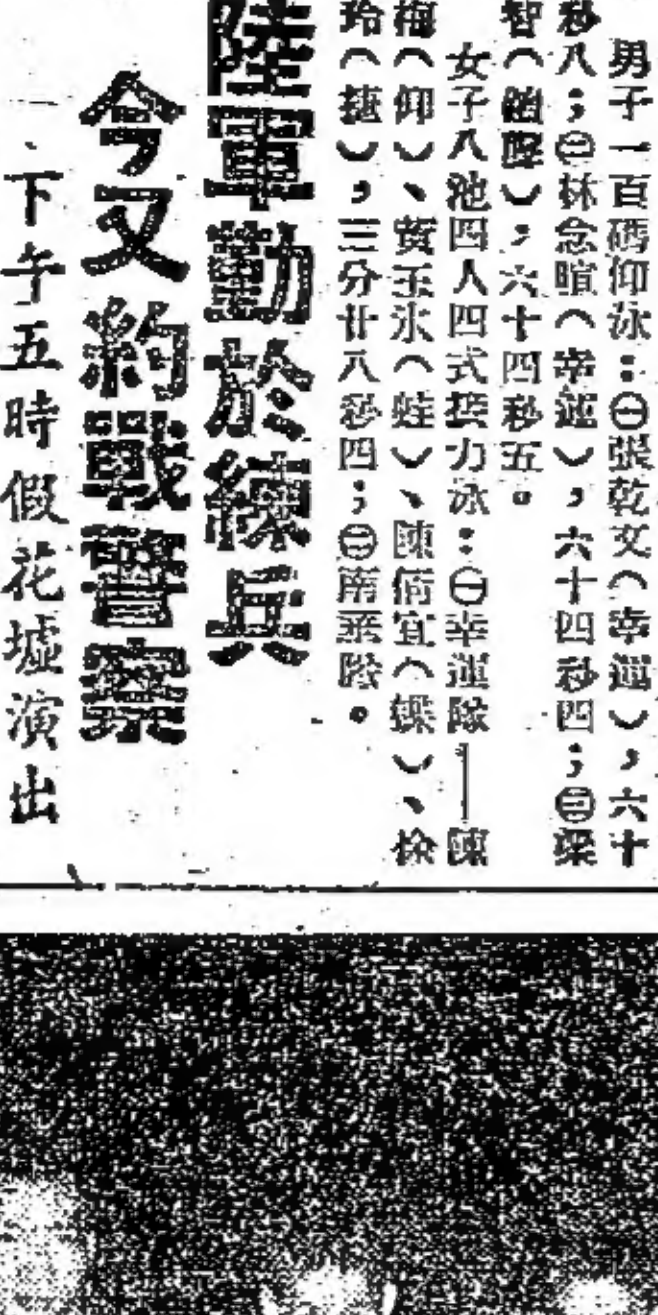 男子一百碼仰泳：㊀張乾文（幸運），六十
秒八；㊁林念暄（幸運），六十四秒四；㊂梁
智（），六十四秒五。
女子八池四人四式接力泳：㊀幸運隊——陳
梅（仰）、黃玉冰（蛙）、陳倩宜（蝶）、徐
玲（捷），三分廿八秒四；㊁南華隊。
陸軍勤於練兵
今又約戰警察
下午五時假花墟演出